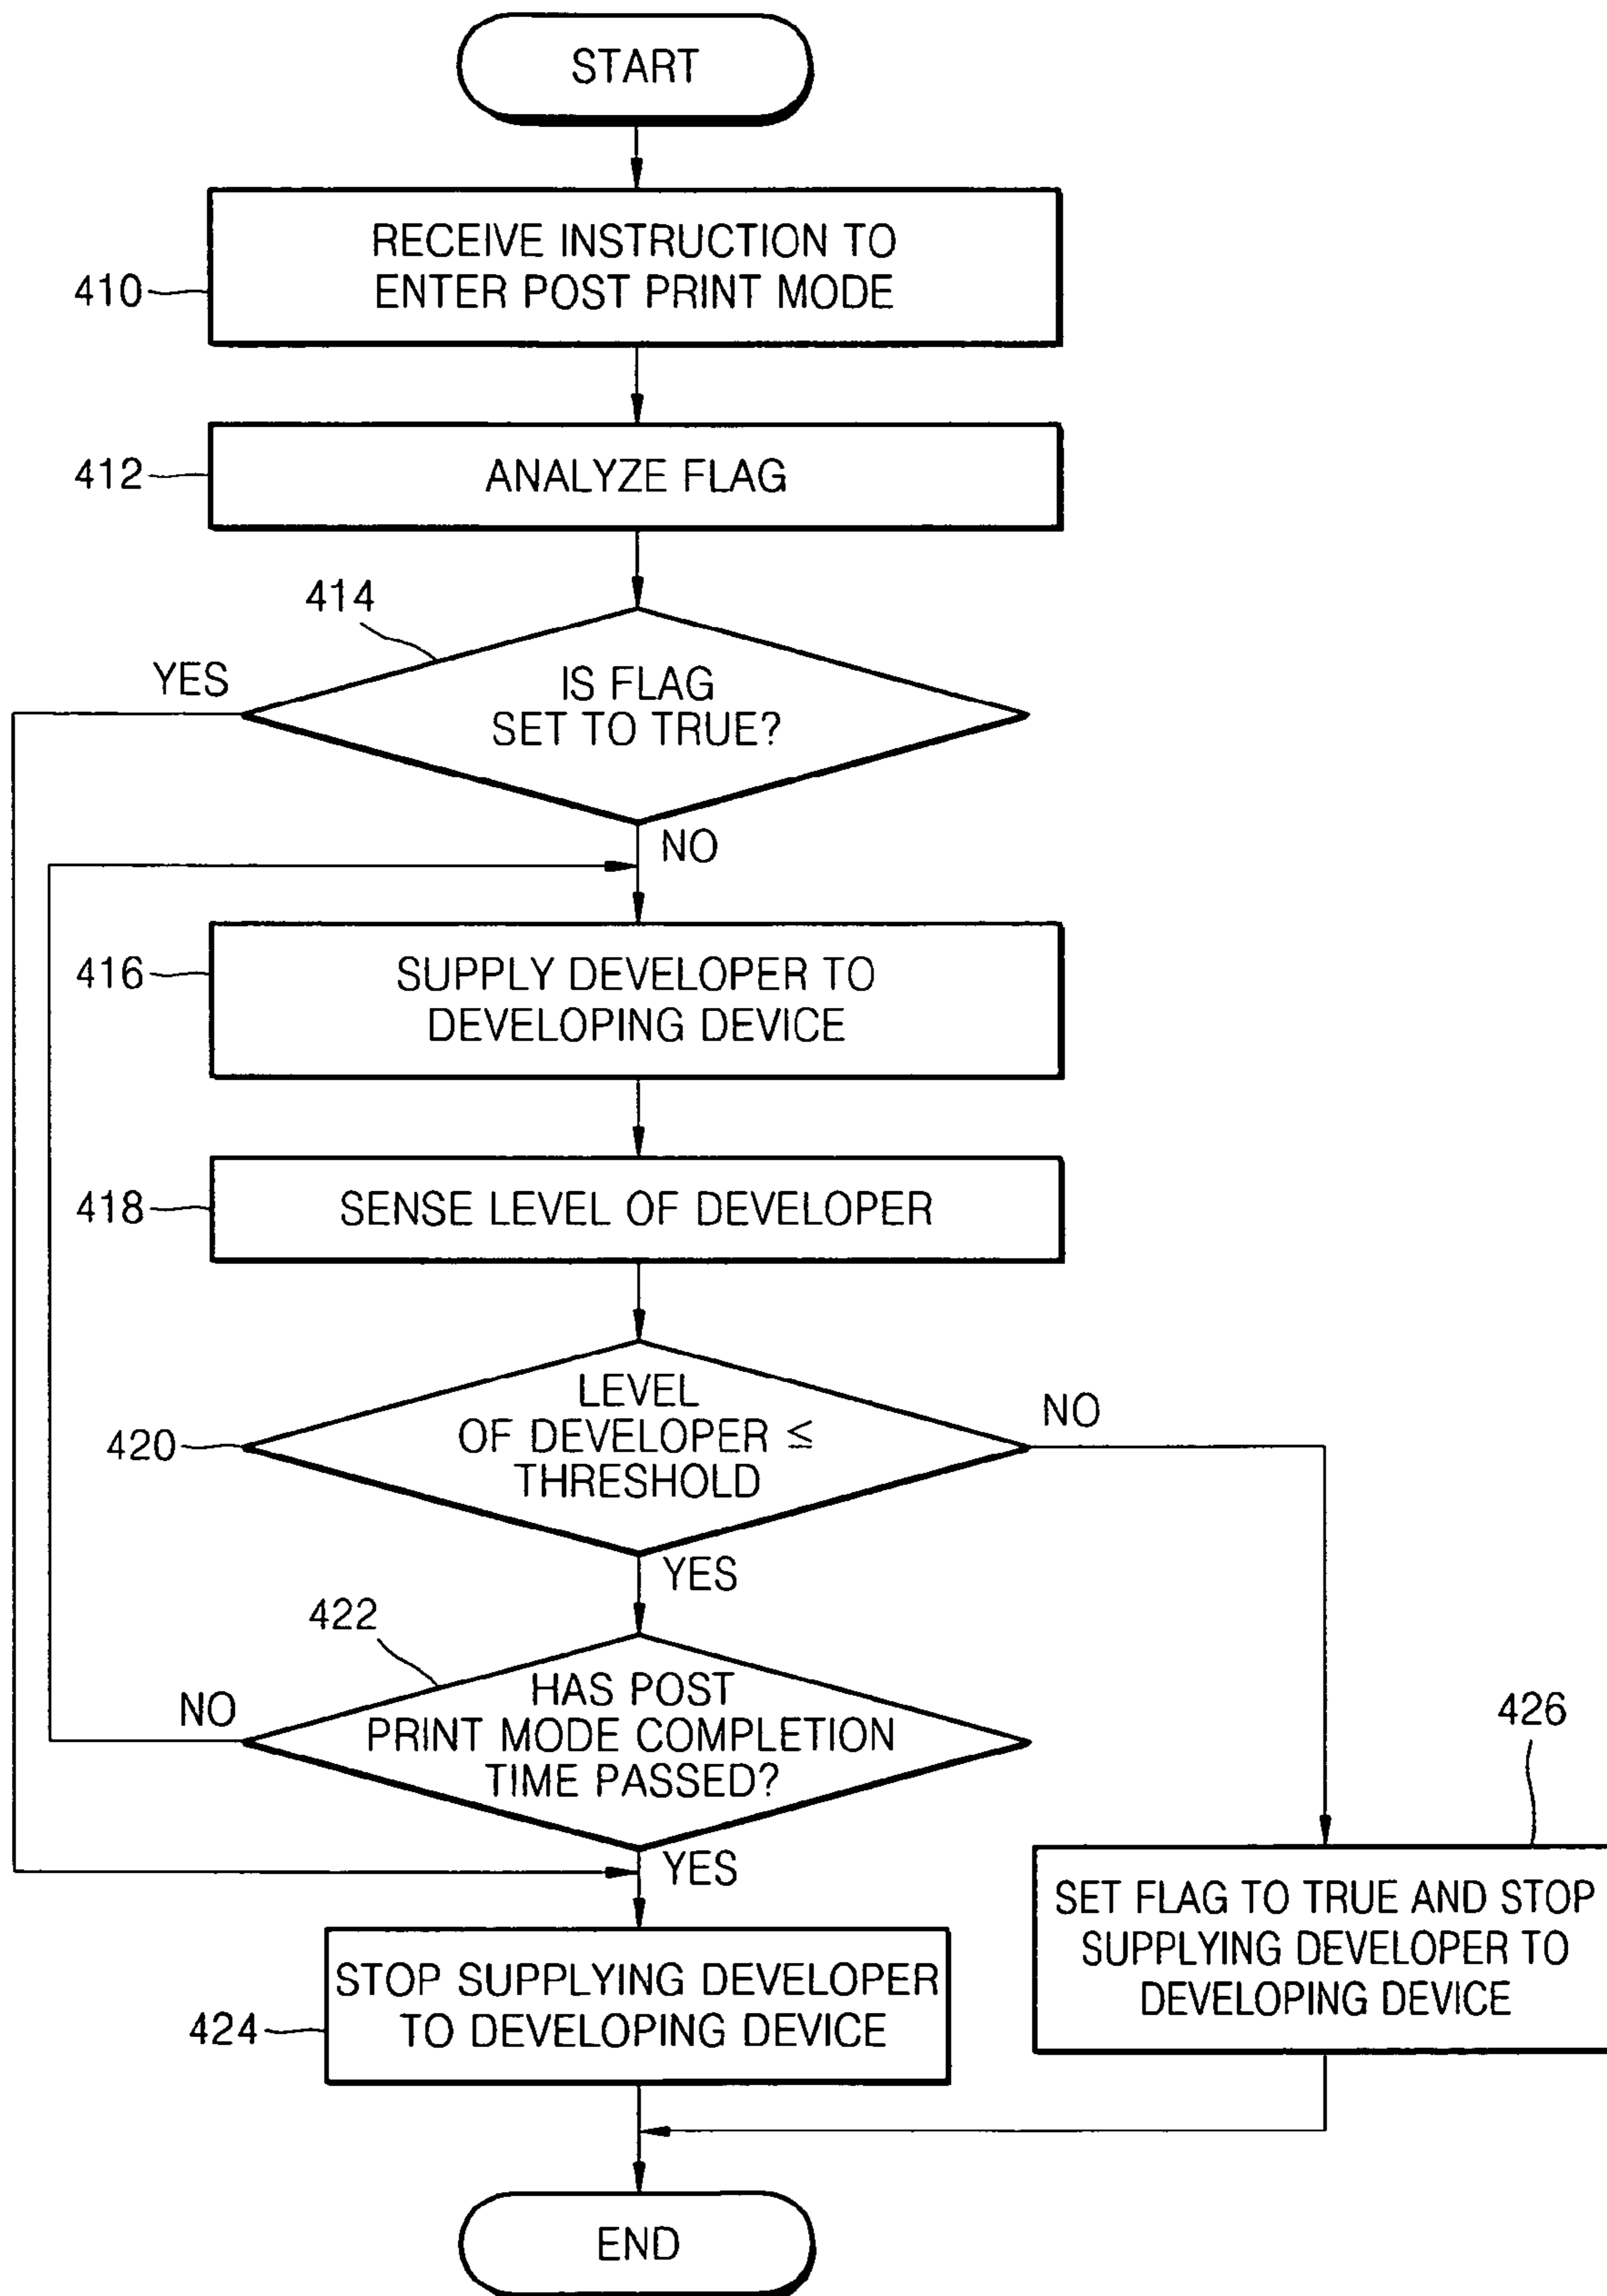 START
RECEIVE INSTRUCTION TO
ENTER POST PRINT MODE
410
ANALYZE FLAG
412
414
YES
IS FLAG
SET TO TRUE?
NO
416
SUPPLY DEVELOPER TO
DEVELOPING DEVICE
418
SENSE LEVEL OF DEVELOPER
LEVEL
OF DEVELOPER ≤
THRESHOLD
420
NO
YES
422
NO
HAS POST
PRINT MODE COMPLETION
TIME PASSED?
YES
426
SET FLAG TO TRUE AND STOP
SUPPLYING DEVELOPER TO
DEVELOPING DEVICE
STOP SUPPLYING DEVELOPER
TO DEVELOPING DEVICE
424
END